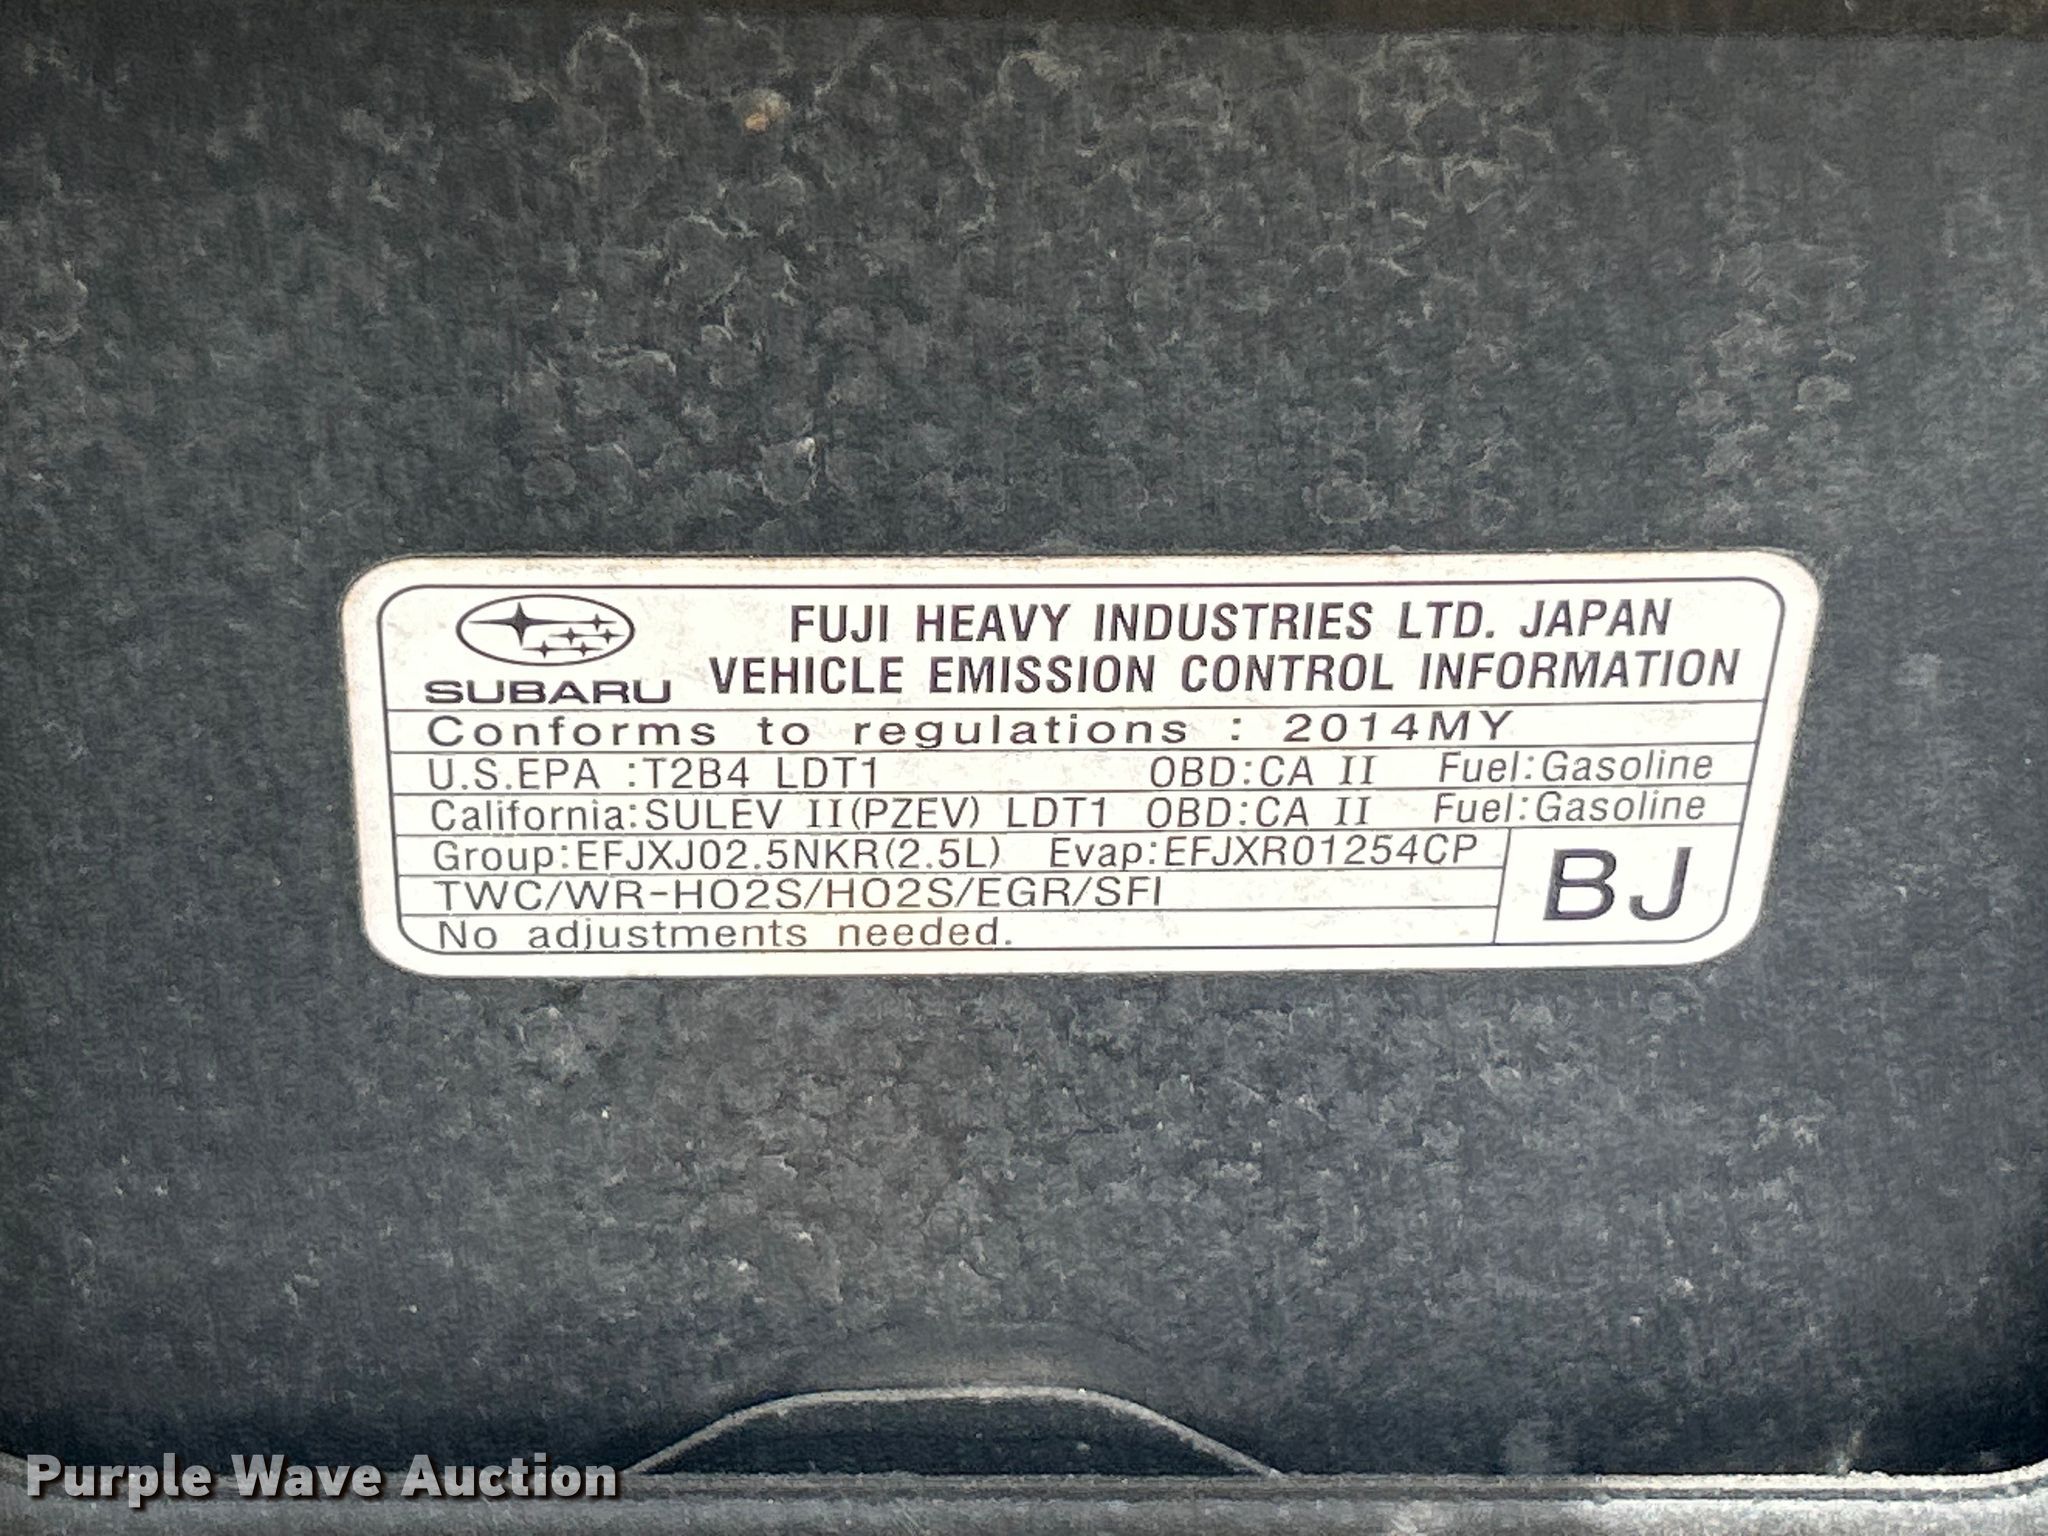 FUJI HEAVY INDUSTRIES LTD. JAPAN
SUBARU VEHICLE EMISSION CONTROL INFORMATION
Conforms to regulations : 2014MY
U.S.EPA :T2B4 LDT1 OBD:CA II Fuel:Gasoline
California:SULEV II(PZEV) LDT1 OBD:CA II Fuel:Gasoline
Group:EFJXJ02.5NKR(2.5L) Evap:EFJXR01254CP
BJ
TWC/WR-HO2S/HO2S/EGR/SFI
No adjustments needed.
Purple Wave Auction